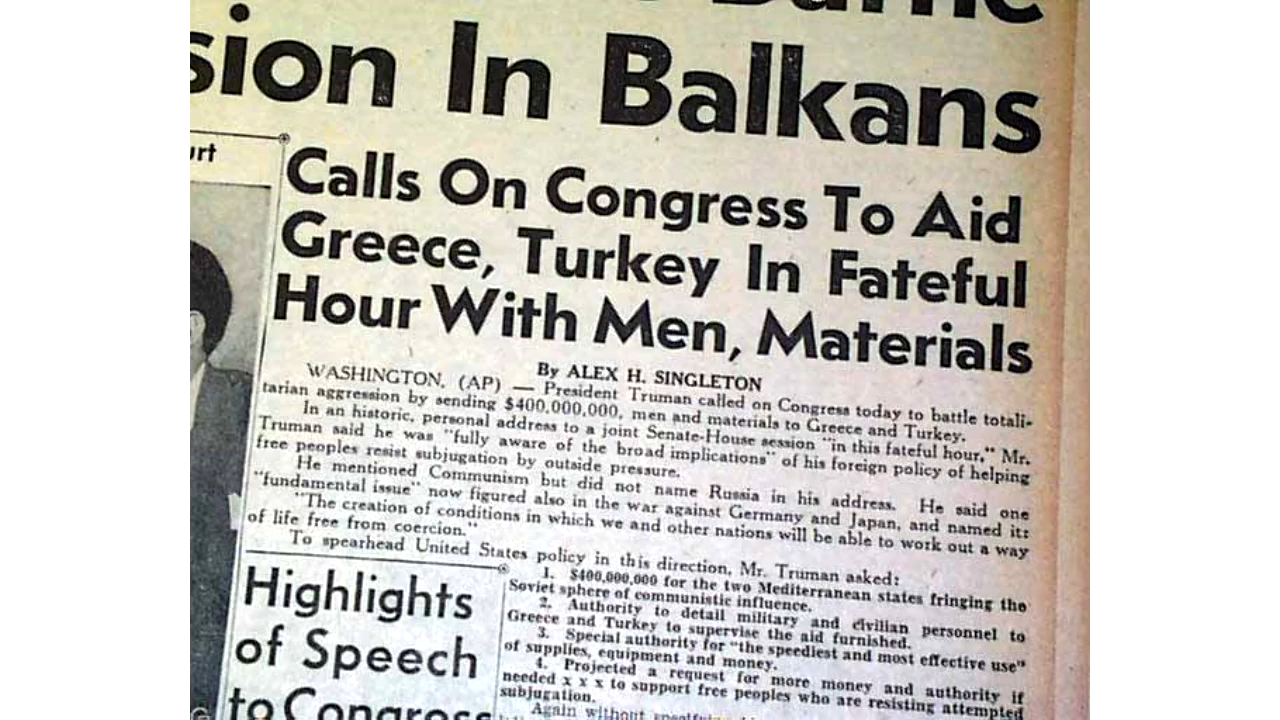 sion In Balkans
urt
Calls On Congress To Aid
Greece, Turkey In Fateful
Hour With Men, Materials
By ALEX H. SINGLETON
WASHINGTON, (AP) — President Truman called on Congress today to battle totali-
tarian aggression by sending $400,000,000, men and materials to Greece and Turkey.
In an historic, personal address to a joint Senate-House session "in this fateful hour," Mr.
Truman said he was "fully aware of the broad implications" of his foreign policy of helping
free peoples resist subjugation by outside pressure.
He mentioned Communism but did not name Russia in his address. He said one
"fundamental issue" now figured also in the war against Germany and Japan, and named it:
"The creation of conditions in which we and other nations will be able to work out a way
of life free from coercion."
To spearhead United States policy in this direction, Mr. Truman asked:
1. $400,000,000 for the two Mediterranean states fringing the
Soviet sphere of communistic influence.
2. Authority to detail military and civilian personnel to
Greece and Turkey to supervise the aid furnished.
3. Special authority for "the speediest and most effective use"
of supplies, equipment and money.
4. Projected a request for more money and authority if
needed x x x to support free peoples who are resisting attempted
subjugation.
Again without
Highlights
of Speech
to Congress